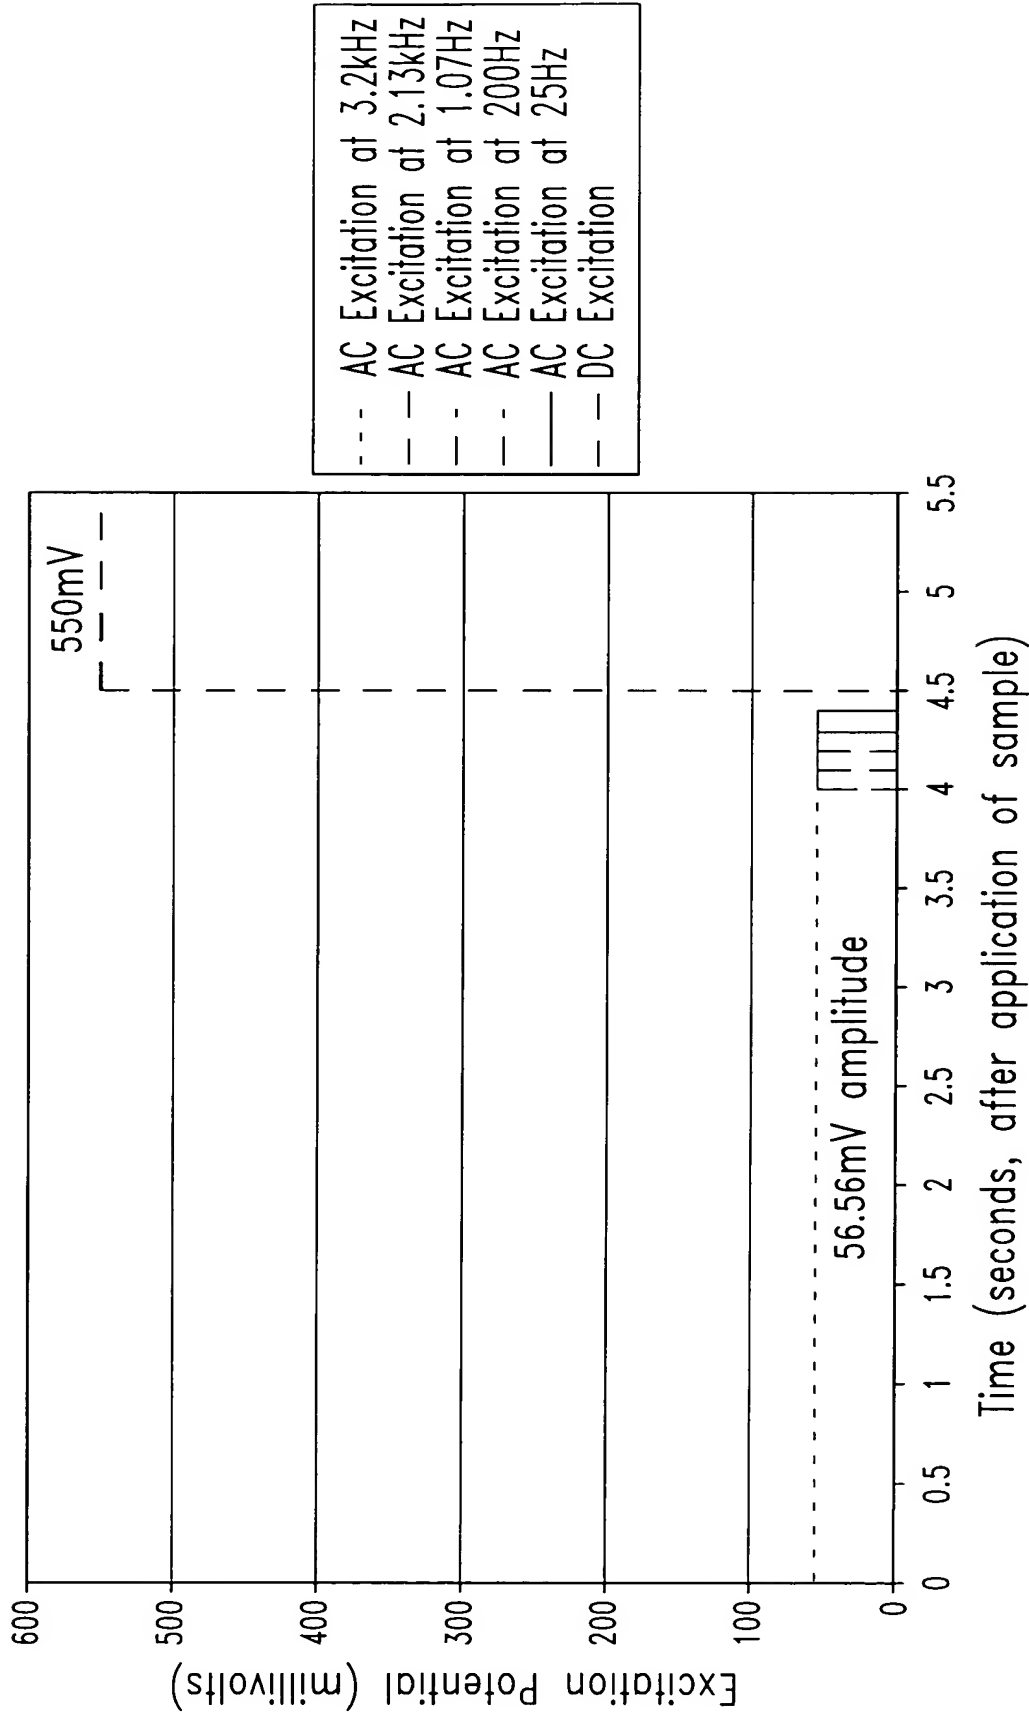 600
500
400
300
200
100
0
Excitation Potential (millivolts)
550mV
56.56mV amplitude
0 0.5 1 1.5 2 2.5 3 3.5 4 4.5 5 5.5
Time (seconds, after application of sample)
AC Excitation at 3.2kHz
AC Excitation at 2.13kHz
AC Excitation at 1.07Hz
AC Excitation at 200Hz
AC Excitation at 25Hz
DC Excitation